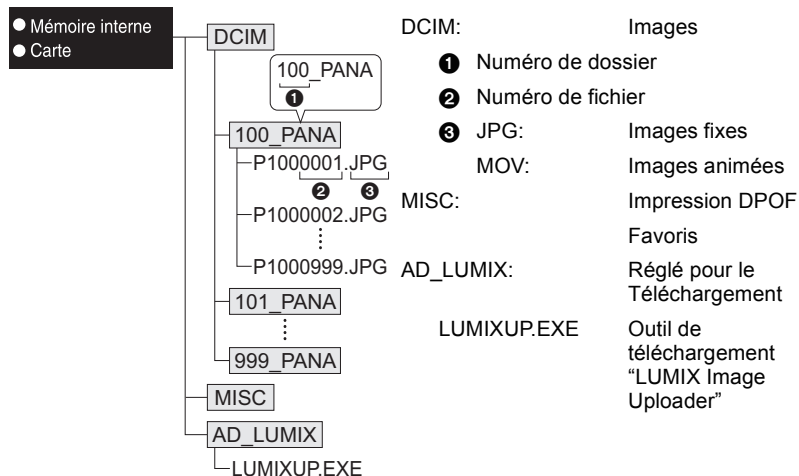 ● Mémoire interne
● Carte
DCIM
100_PANA
❶
100_PANA
P1000001.JPG
❷ ❸
P1000002.JPG
P1000999.JPG
101_PANA
999_PANA
MISC
AD_LUMIX
LUMIXUP.EXE
DCIM: Images
❶ Numéro de dossier
❷ Numéro de fichier
❸ JPG: Images fixes
MOV: Images animées
MISC: Impression DPOF
Favoris
AD_LUMIX: Réglé pour le
Téléchargement
LUMIXUP.EXE Outil de
téléchargement
“LUMIX Image
Uploader”